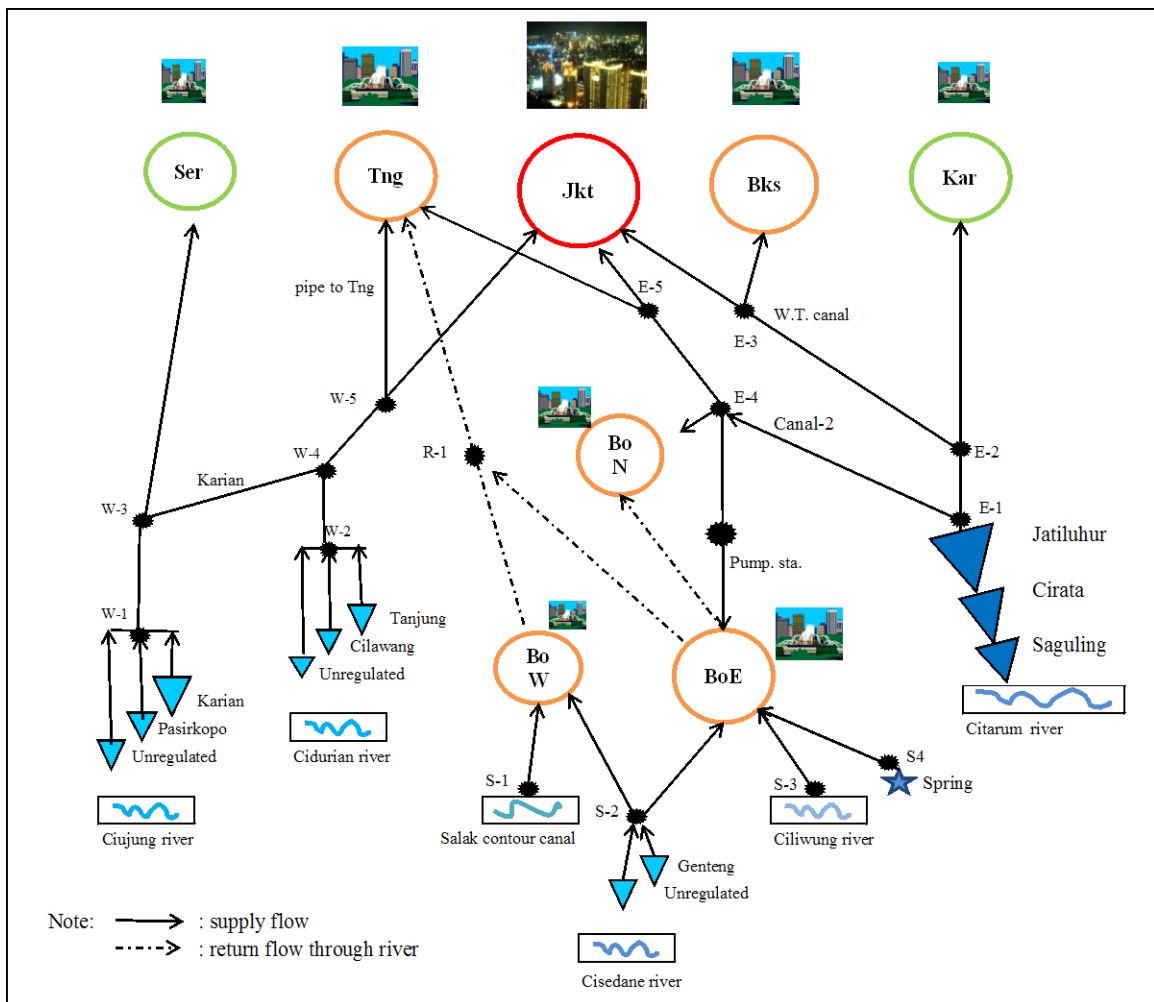 Ser
Tng
Jkt
Bks
Kar
pipe to Tng
E-5
W.T. canal
E-3
W-5
E-4
Canal-2
Bo
N
R-1
W-4
Karian
E-2
W-3
E-1
Jatiluhur
W-2
Pump. sta.
Cirata
Tanjung
Cilawang
Unregulated
W-1
Saguling
Bo
W
BoE
Karian
Pasirkopo
Unregulated
Cidurian river
Citarum river
S-1
S-2
S-3
S4
Spring
Ciujung river
Salak contour canal
Ciliwung river
Genteng
Unregulated
Note:
: supply flow
: return flow through river
Cisedane river